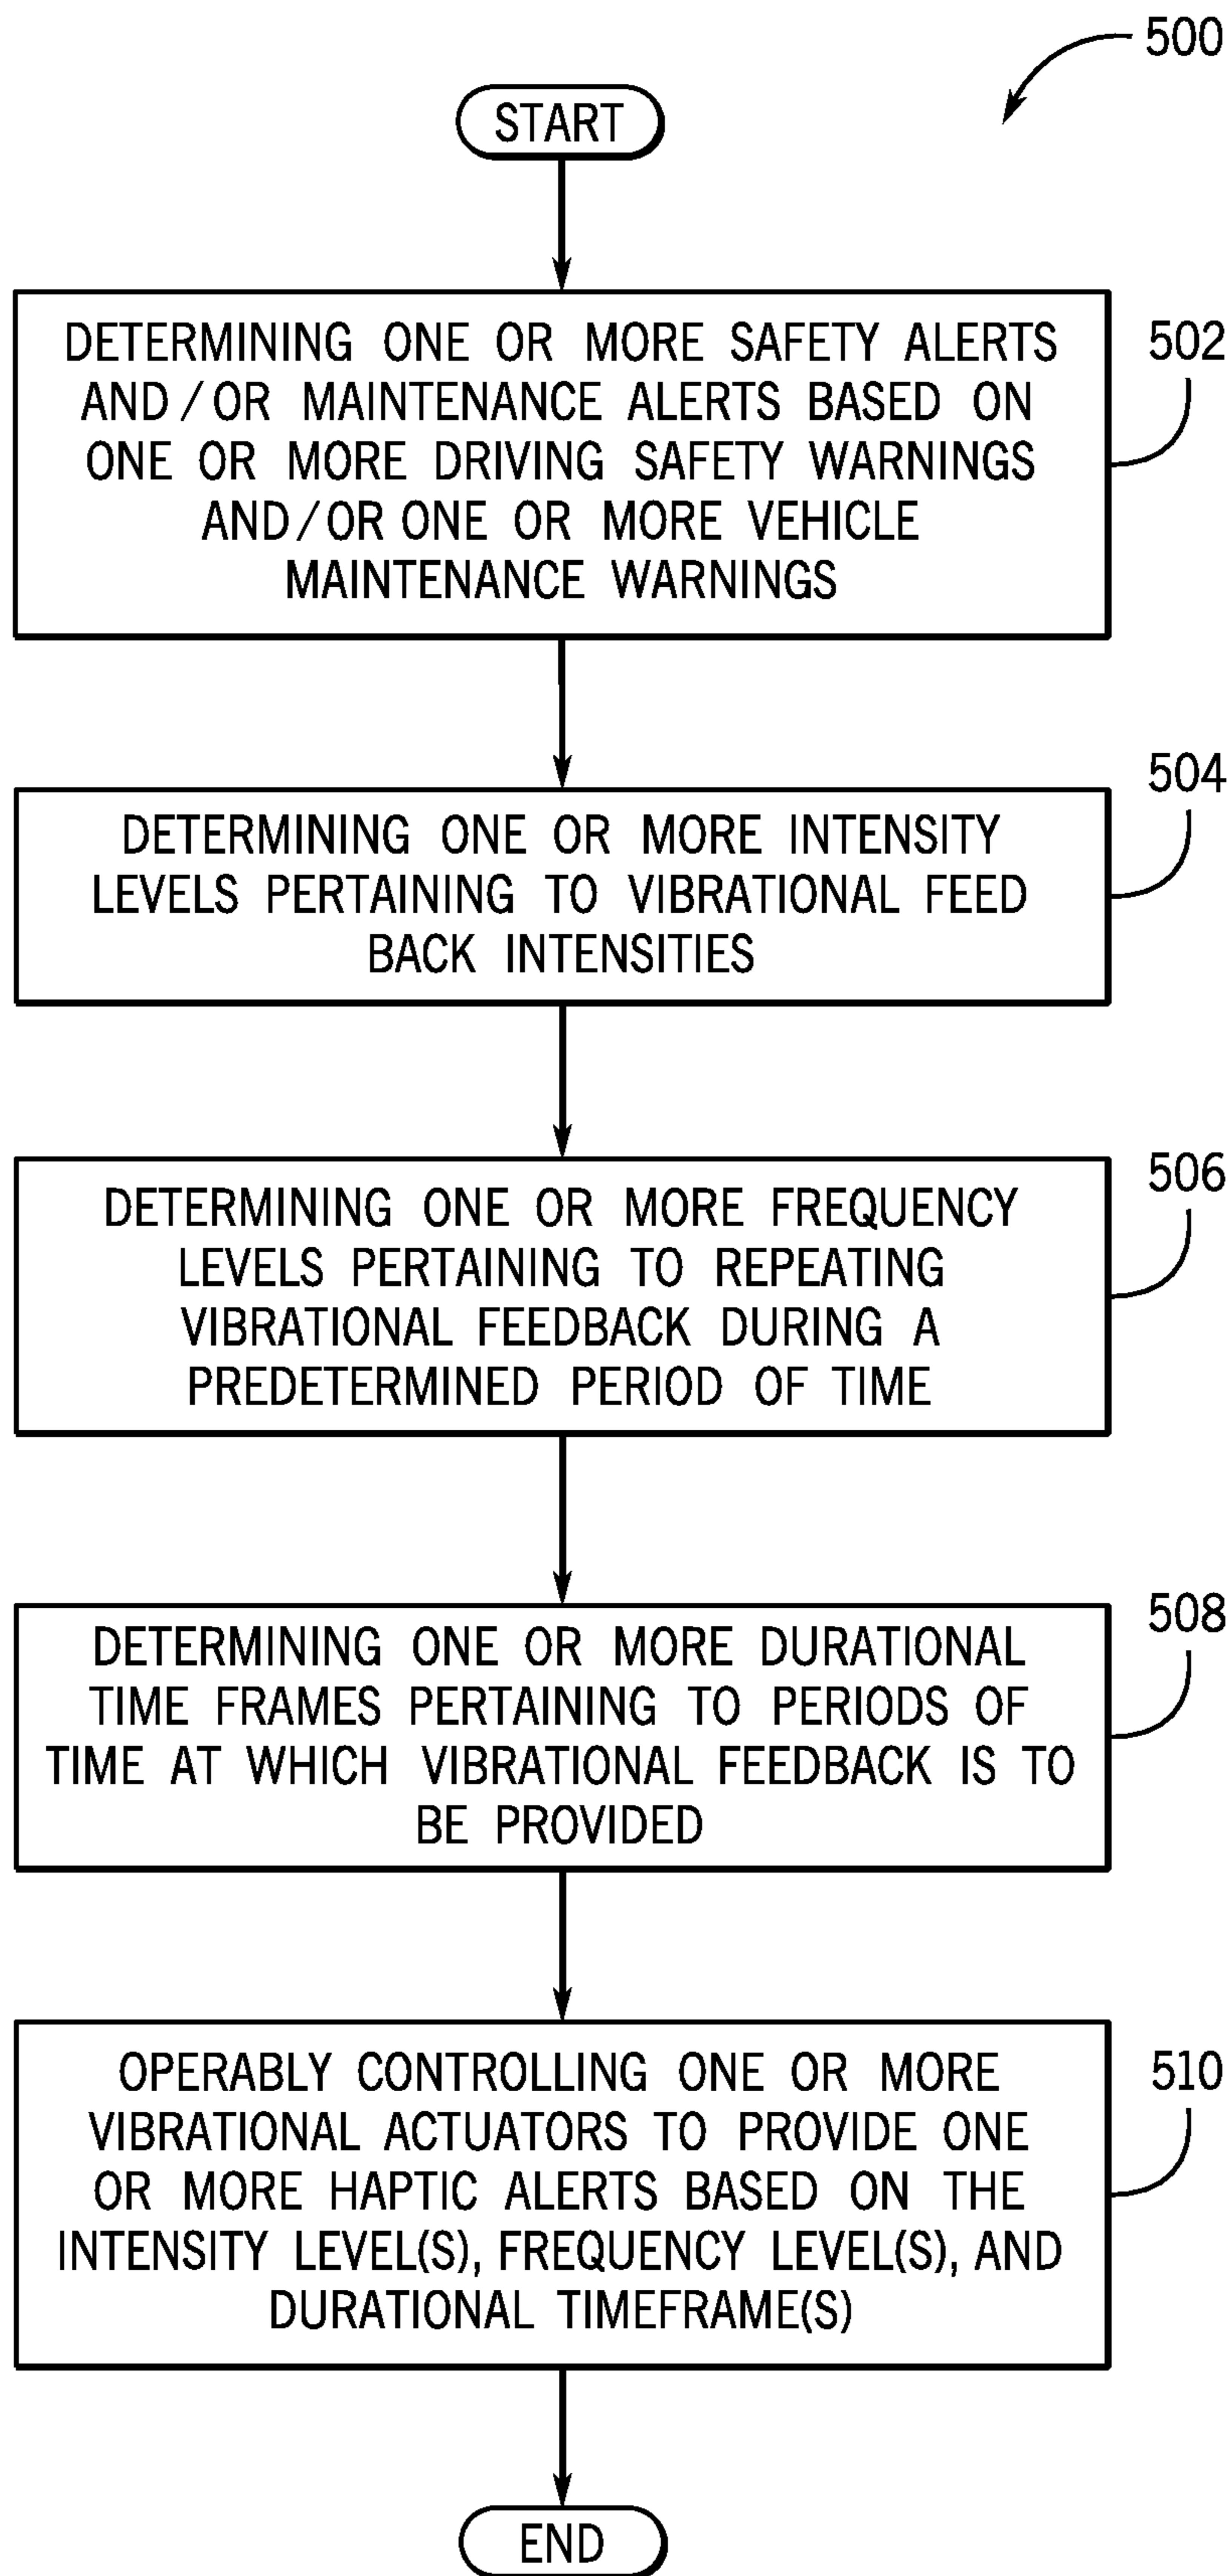 500
START
DETERMINING ONE OR MORE SAFETY ALERTS
AND/OR MAINTENANCE ALERTS BASED ON
ONE OR MORE DRIVING SAFETY WARNINGS
AND/OR ONE OR MORE VEHICLE
MAINTENANCE WARNINGS
502
DETERMINING ONE OR MORE INTENSITY
LEVELS PERTAINING TO VIBRATIONAL FEED
BACK INTENSITIES
504
DETERMINING ONE OR MORE FREQUENCY
LEVELS PERTAINING TO REPEATING
VIBRATIONAL FEEDBACK DURING A
PREDETERMINED PERIOD OF TIME
506
DETERMINING ONE OR MORE DURATIONAL
TIME FRAMES PERTAINING TO PERIODS OF
TIME AT WHICH VIBRATIONAL FEEDBACK IS TO
BE PROVIDED
508
OPERABLY CONTROLLING ONE OR MORE
VIBRATIONAL ACTUATORS TO PROVIDE ONE
OR MORE HAPTIC ALERTS BASED ON THE
INTENSITY LEVEL(S), FREQUENCY LEVEL(S), AND
DURATIONAL TIMEFRAME(S)
510
END